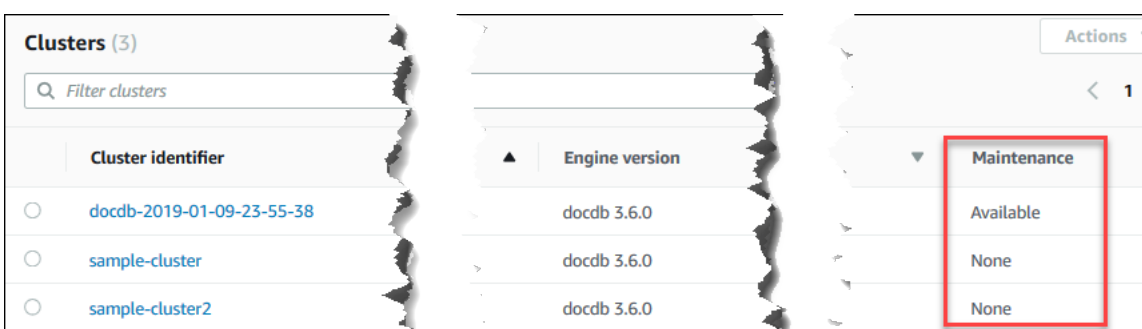 Clusters (3)
Actions
Filter clusters
1
Cluster identifier Engine version Maintenance
docdb-2019-01-09-23-55-38 docdb 3.6.0 Available
sample-cluster docdb 3.6.0 None
sample-cluster2 docdb 3.6.0 None